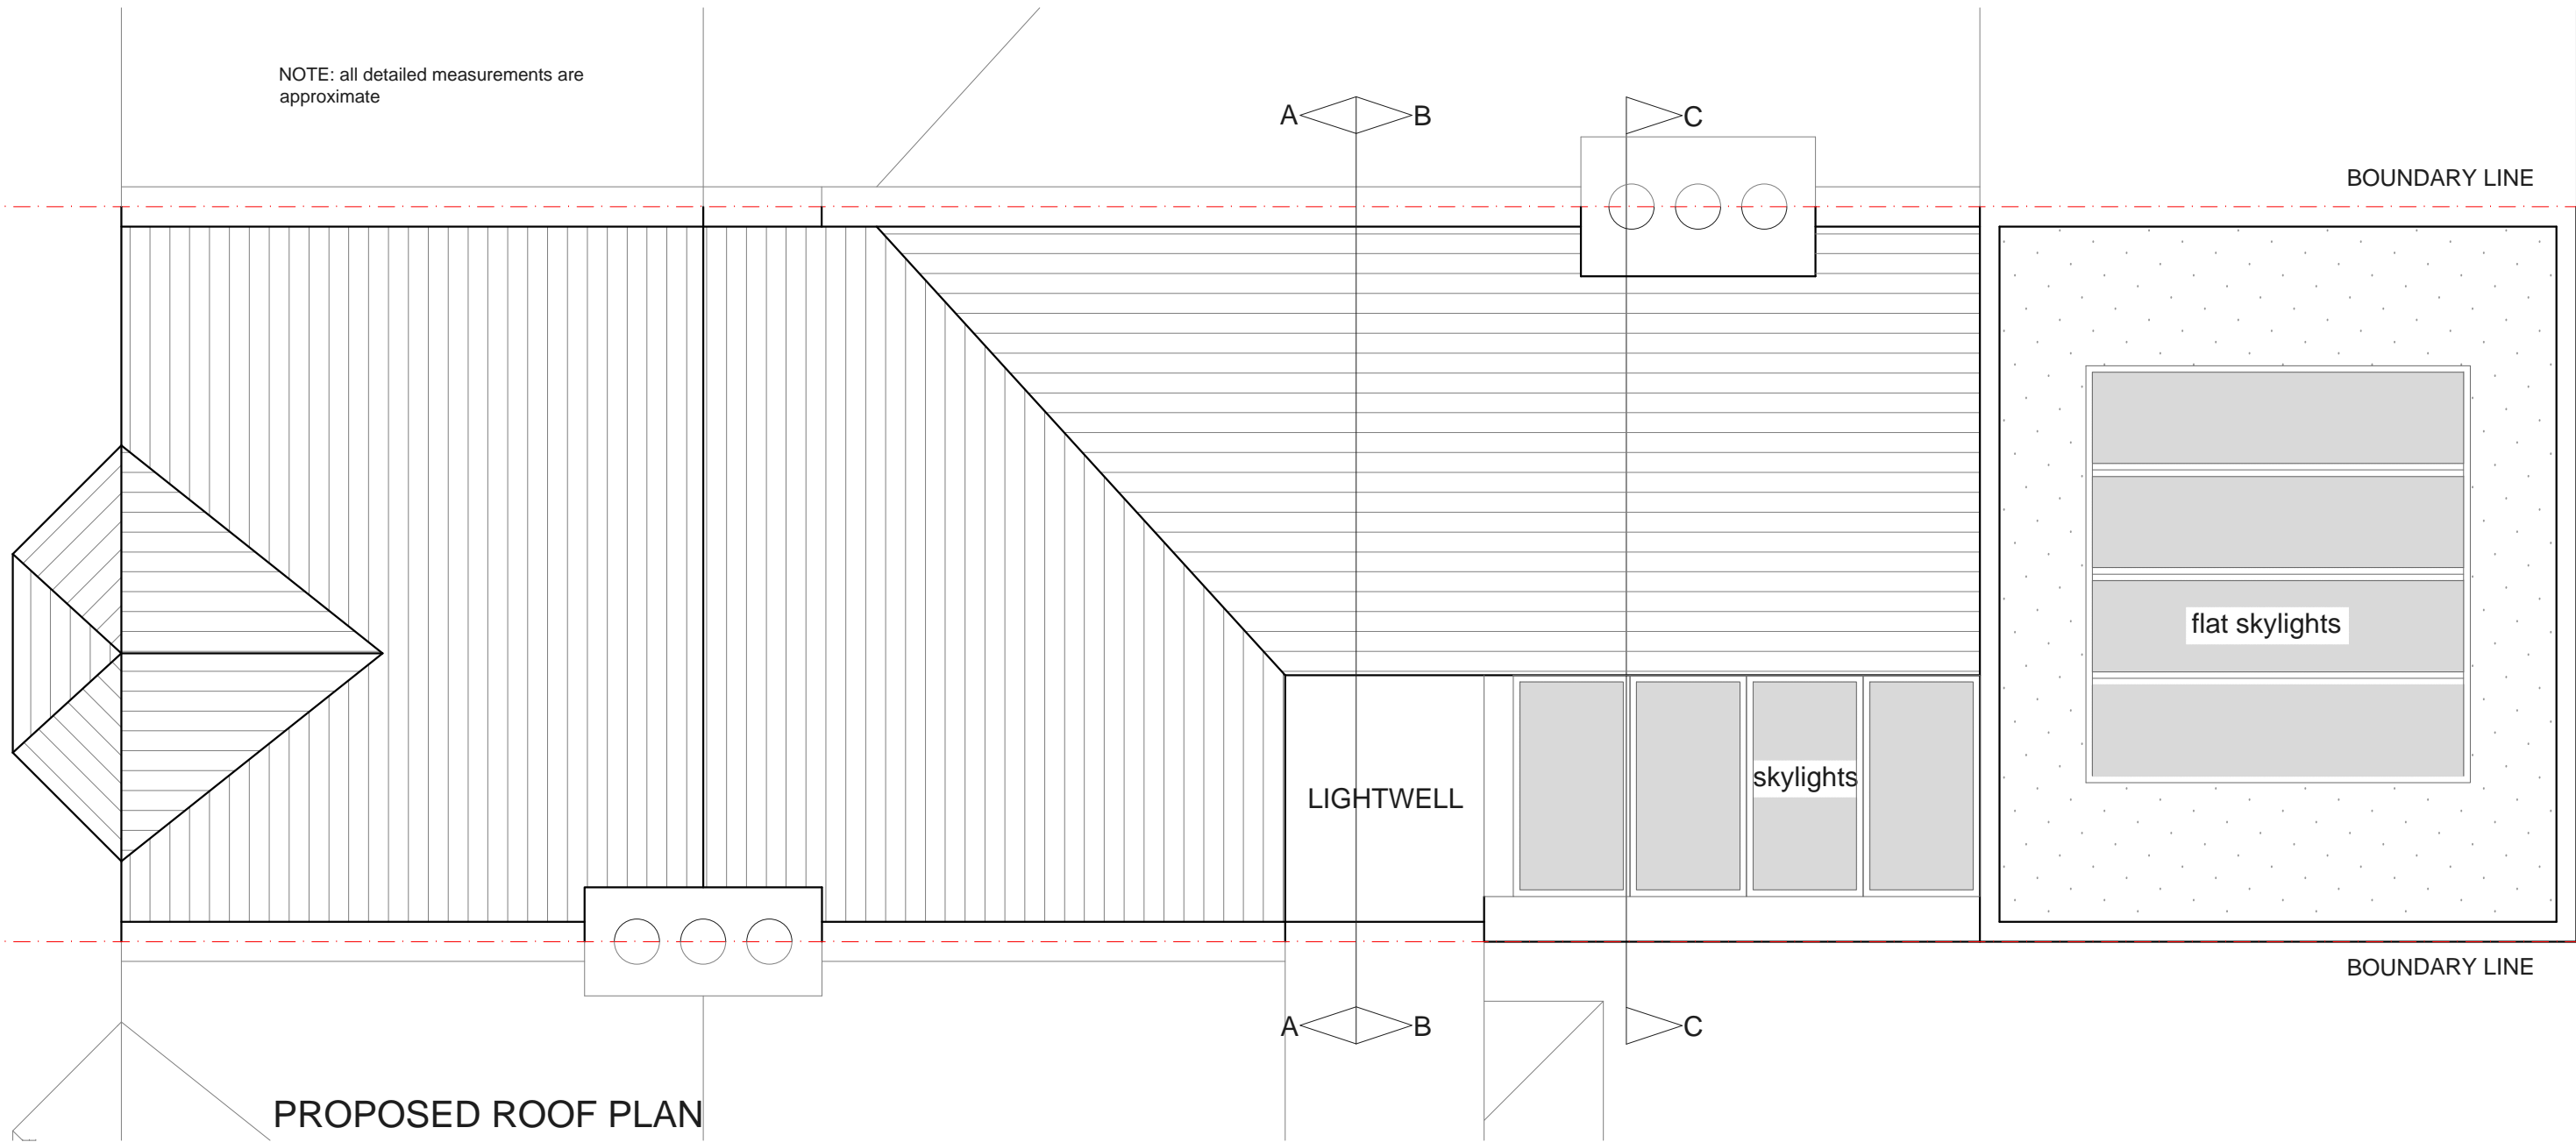 NOTE: all detailed measurements are
approximate
A
B
C
BOUNDARY LINE
flat skylights
skylights
LIGHTWELL
BOUNDARY LINE
A
B
C
PROPOSED ROOF PLAN